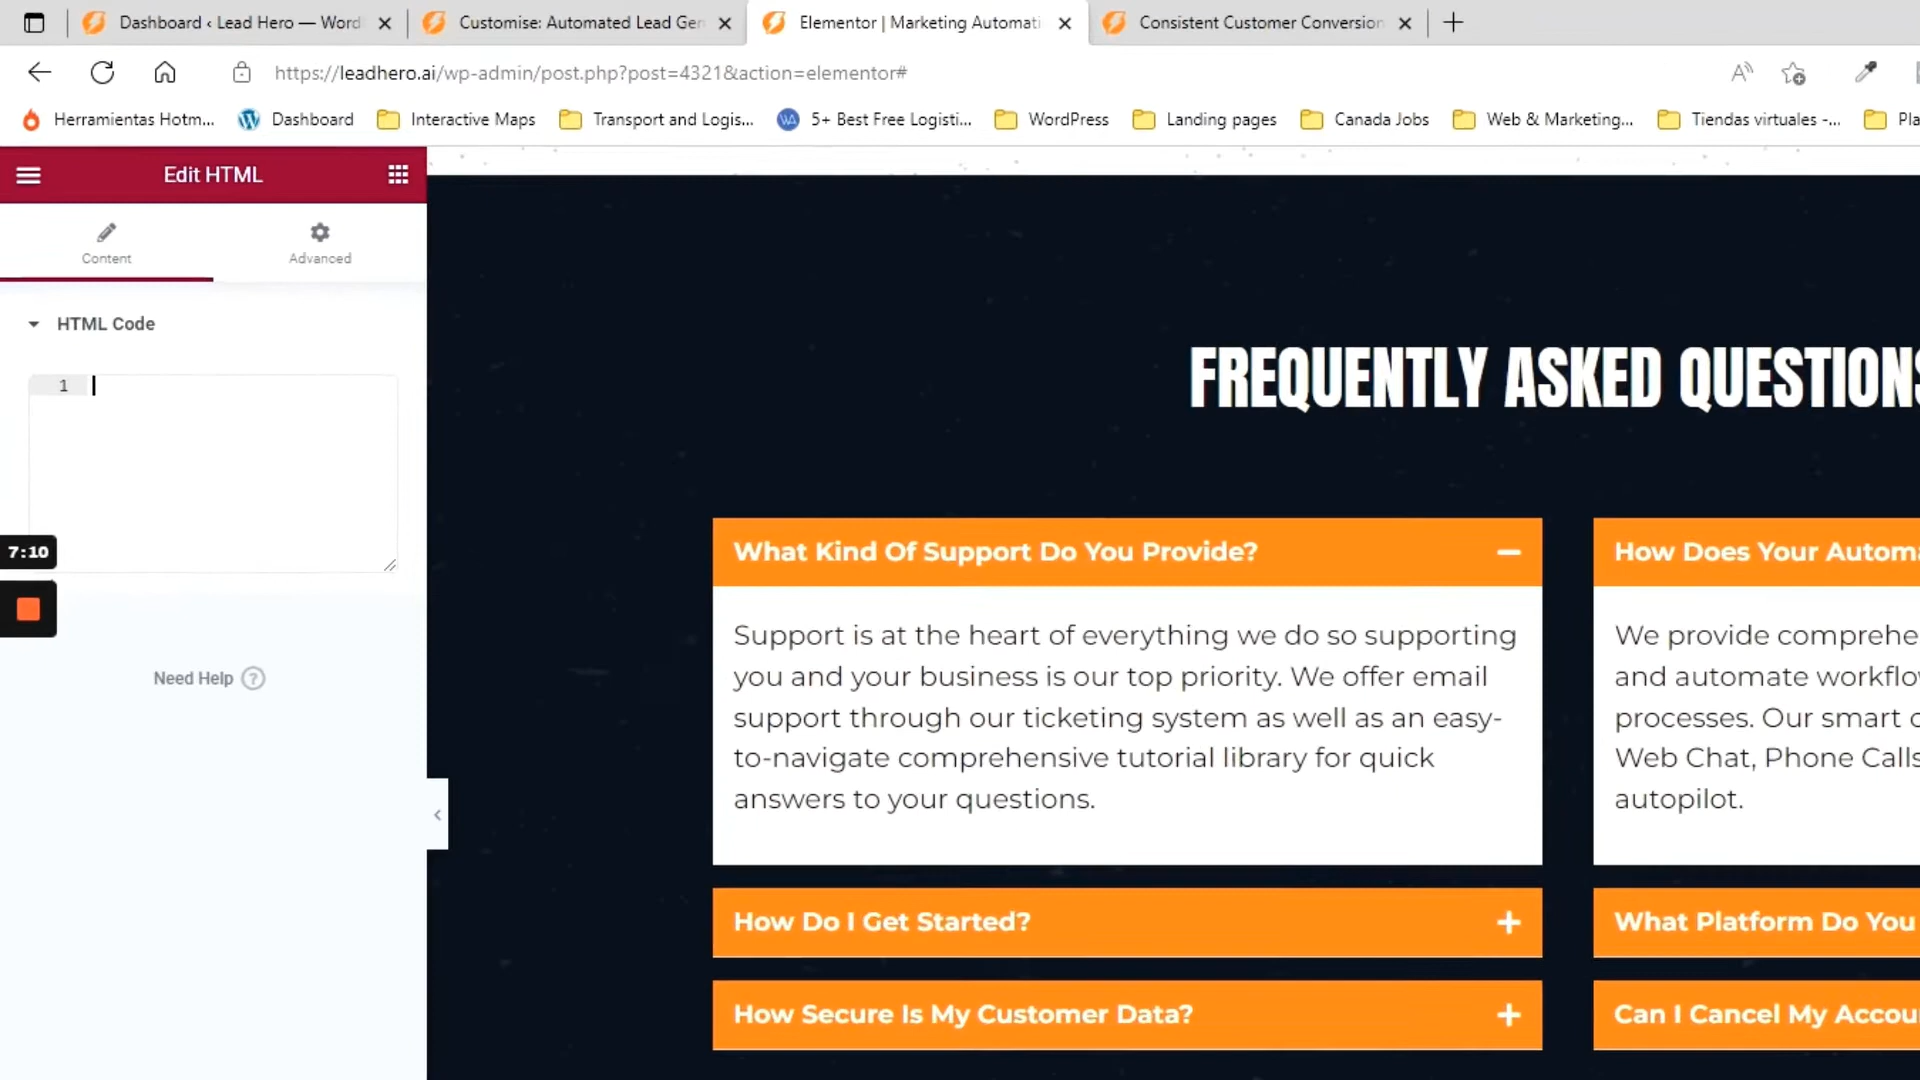 Dashboard ‹ Lead Hero — Word
Customise: Automated Lead Ger
Elementor | Marketing Automati
Consistent Customer Conversion
https://leadhero.ai/wp-admin/post.php?post=4321&action=elementor#
Herramientas Hotm...
Dashboard
Interactive Maps
Transport and Logis...
5+ Best Free Logisti...
WordPress
Landing pages
Canada Jobs
Web & Marketing...
Tiendas virtuales -...
Pla
Edit HTML
Content
Advanced
HTML Code
1
7:10
Need Help ?
FREQUENTLY ASKED QUESTIONS
What Kind Of Support Do You Provide?
Support is at the heart of everything we do so supporting
you and your business is our top priority. We offer email
support through our ticketing system as well as an easy-
to-navigate comprehensive tutorial library for quick
answers to your questions.
How Do I Get Started?
How Secure Is My Customer Data?
How Does Your Automa
We provide comprehe
and automate workflow
processes. Our smart c
Web Chat, Phone Calls
autopilot.
What Platform Do You
Can I Cancel My Accou